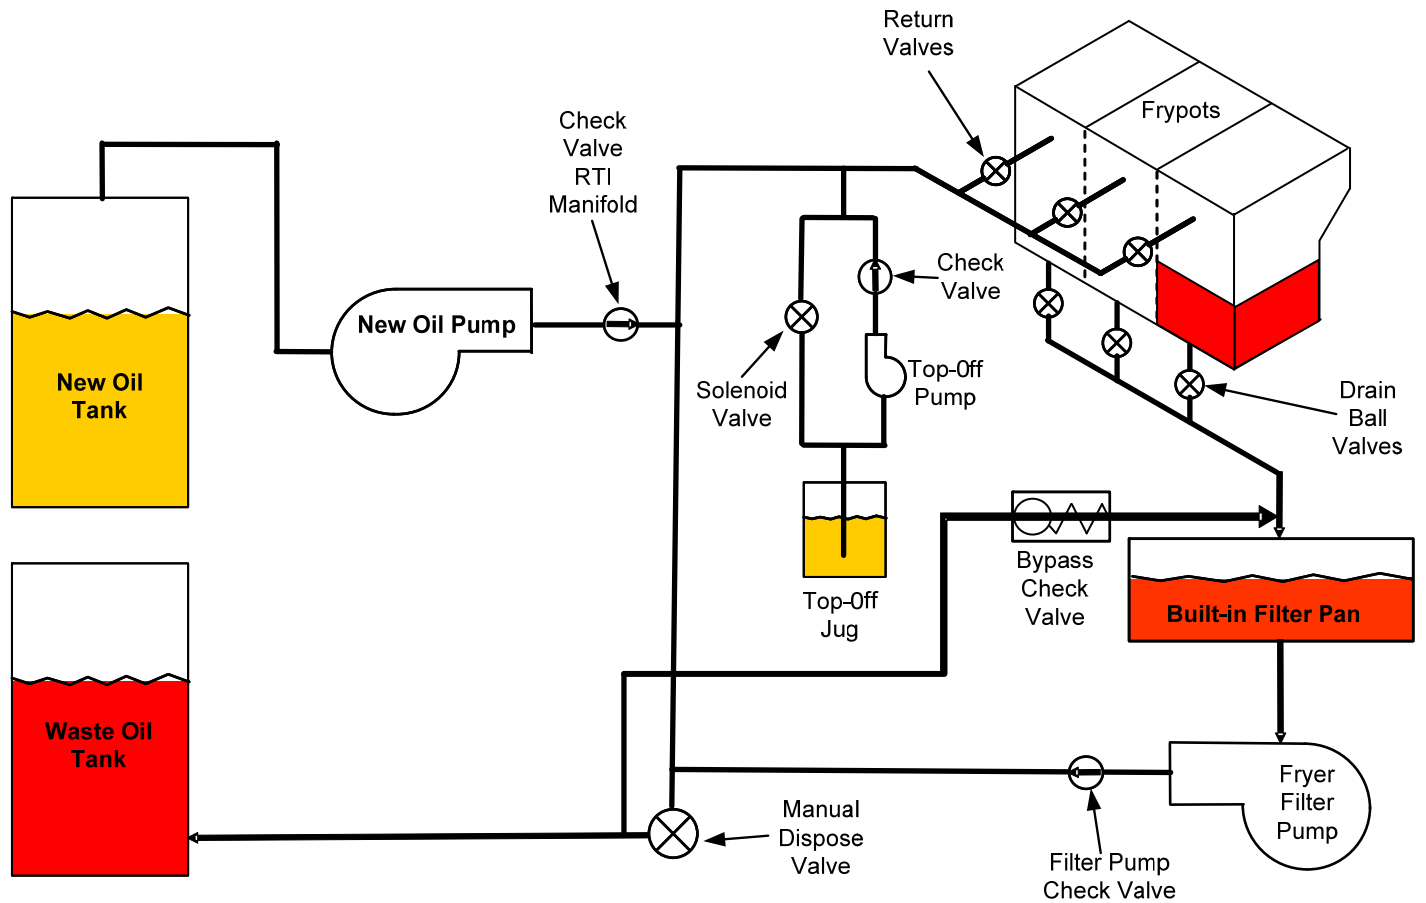 Return
Valves
Frypots
Check
Valve
RTI
Manifold
New Oil Pump
Check
Valve
New Oil
Tank
Solenoid
Valve
Top-Off
Pump
Drain
Ball
Valves
Bypass
Check
Valve
Top-Off
Jug
Built-in Filter Pan
Waste Oil
Tank
Fryer
Filter
Pump
Manual
Dispose
Valve
Filter Pump
Check Valve